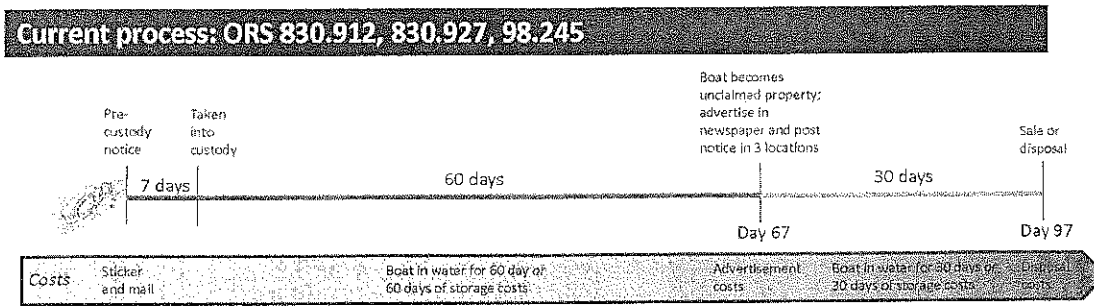 Current process: ORS 830.912, 830.927, 98.245
Pre-
custody
notice
Taken
into
custody
Boat becomes
unclaimed property;
advertise in
newspaper and post
notice in 3 locations
Sale or
disposal
7 days
60 days
30 days
Day 67
Day 97
Costs
Sticker
and mail
Boat in water for 60 day or
60 days of storage costs
Advertisement
costs
Boat in water for 30 days or
30 days of storage costs
Disposal
costs